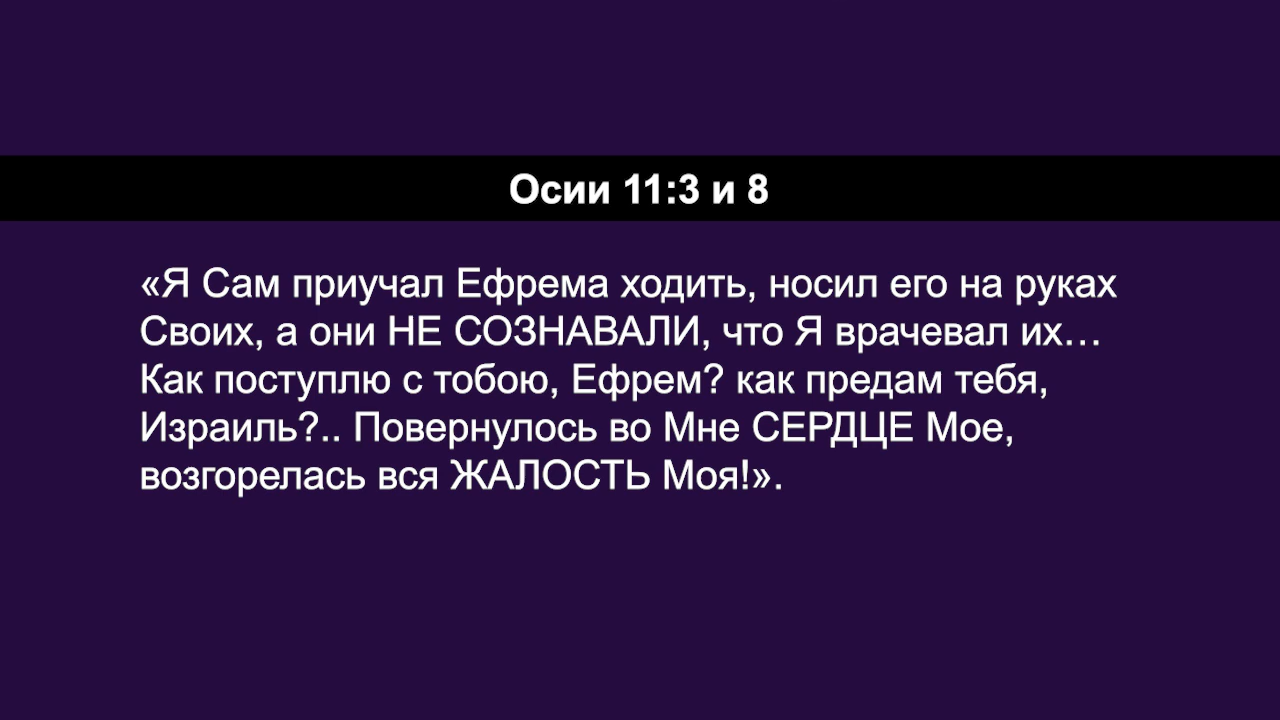 Осии 11:3 и 8
«Я Сам приучал Ефрема ходить, носил его на руках
Своих, а они НЕ СОЗНАВАЛИ, что Я врачевал их…
Как поступлю с тобою, Ефрем? как предам тебя,
Израиль?.. Повернулось во Мне СЕРДЦЕ Мое,
возгорелась вся ЖАЛОСТЬ Моя!».